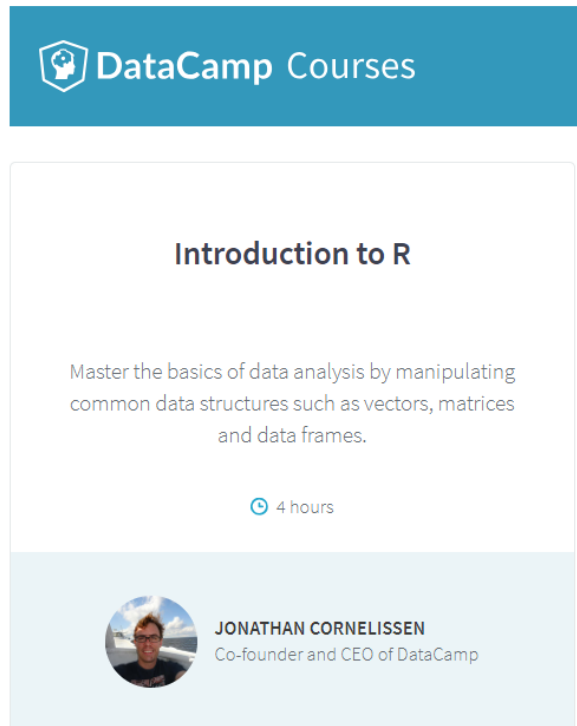 DataCamp Courses
Introduction to R
Master the basics of data analysis by manipulating
common data structures such as vectors, matrices
and data frames.
4 hours
JONATHAN CORNELISSEN
Co-founder and CEO of DataCamp